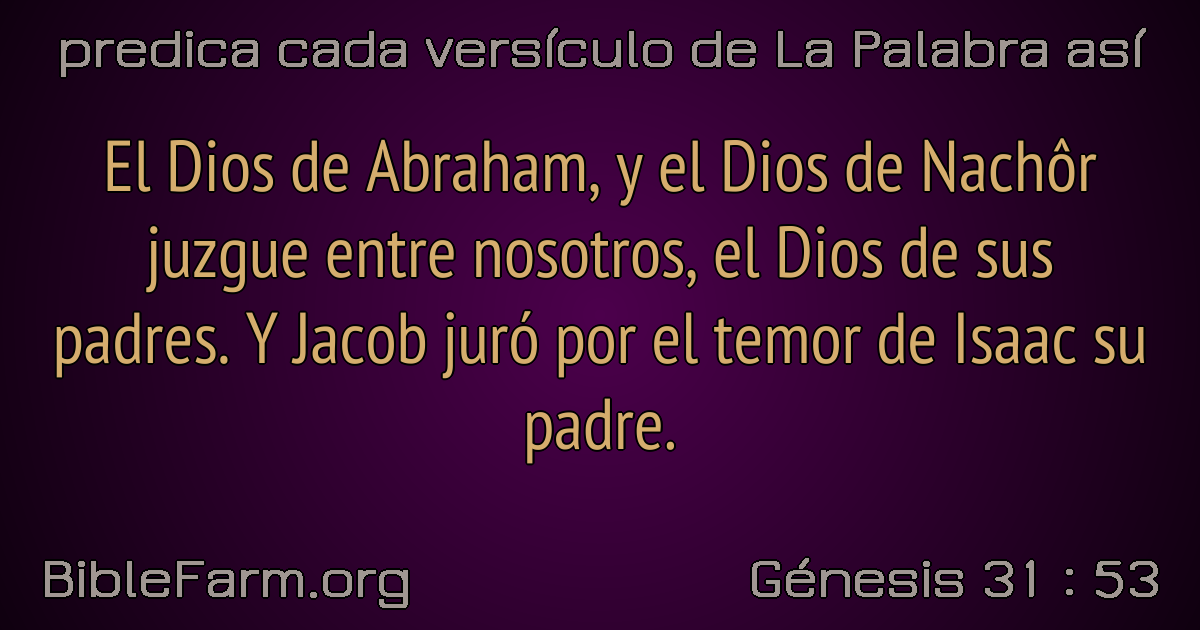 predica cada versículo de La Palabra así
El Dios de Abraham, y el Dios de Nachôr
juzgue entre nosotros, el Dios de sus
padres. Y Jacob juró por el temor de Isaac su
padre.
BibleFarm.org
Génesis 31 : 53